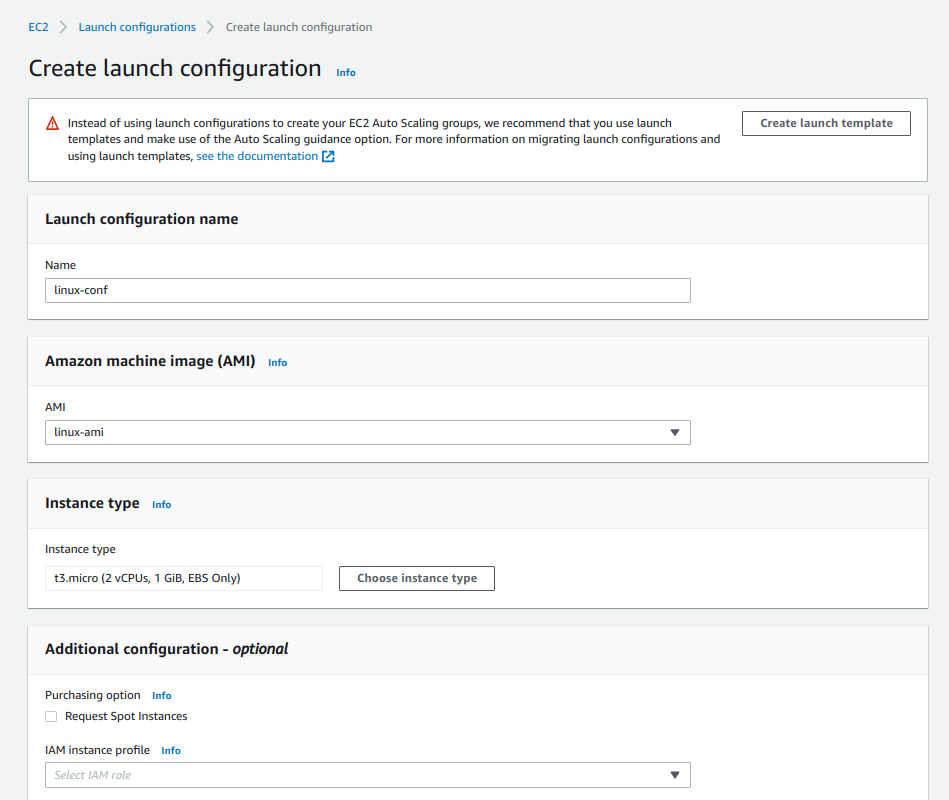 EC2 Launch configurations Create launch configuration
Create launch configuration Info
Instead of using launch configurations to create your EC2 Auto Scaling groups, we recommend that you use launch
templates and make use of the Auto Scaling guidance option. For more information on migrating launch configurations and
using launch templates, see the documentation
Create launch template
Launch configuration name
Name
linux-conf
Amazon machine image (AMI) Info
AMI
linux-ami
Instance type Info
Instance type
t3.micro (2 vCPUs, 1 GiB, EBS Only)
Choose instance type
Additional configuration - optional
Purchasing option Info
Request Spot Instances
IAM instance profile Info
Select IAM role